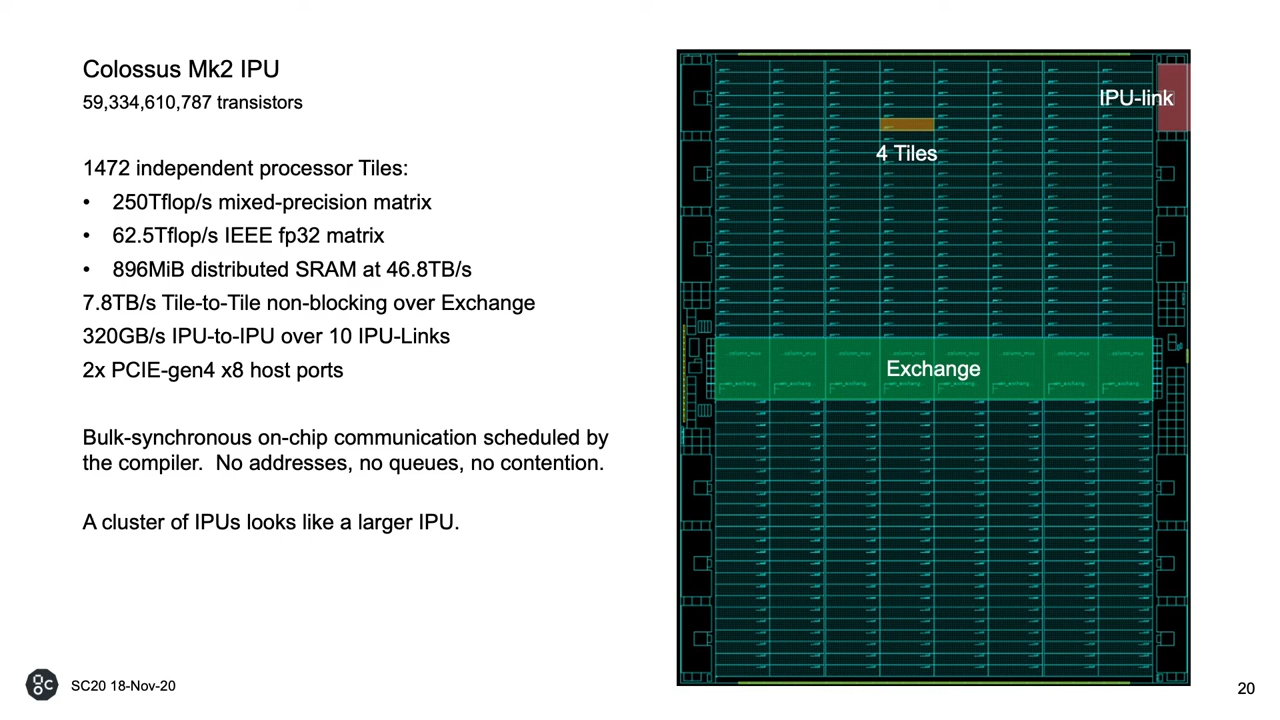 Colossus Mk2 IPU
59,334,610,787 transistors
1472 independent processor Tiles:
• 250Tflop/s mixed-precision matrix
• 62.5Tflop/s IEEE fp32 matrix
• 896MiB distributed SRAM at 46.8TB/s
7.8TB/s Tile-to-Tile non-blocking over Exchange
320GB/s IPU-to-IPU over 10 IPU-Links
2x PCIE-gen4 x8 host ports
Bulk-synchronous on-chip communication scheduled by
the compiler.  No addresses, no queues, no contention.
A cluster of IPUs looks like a larger IPU.
IPU-link
4 Tiles
Exchange
SC20 18-Nov-20
20